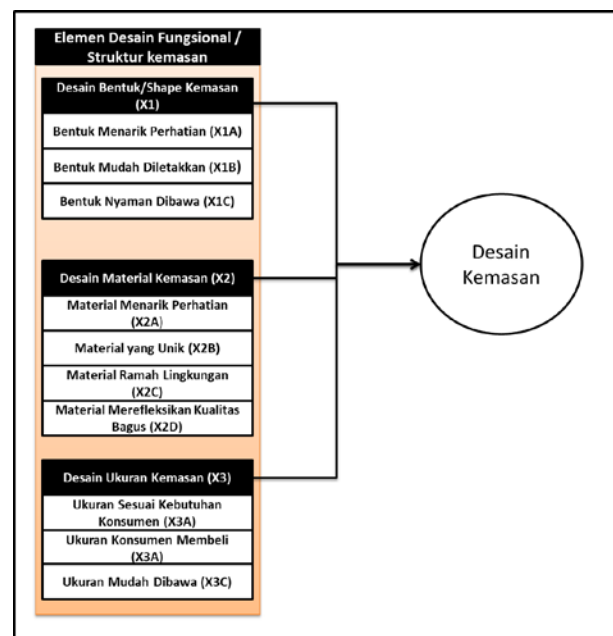 Elemen Desain Fungsional /
Struktur kemasan
Desain Bentuk/Shape Kemasan
(X1)
Bentuk Menarik Perhatian (X1A)
Bentuk Mudah Diletakkan (X1B)
Bentuk Nyaman Dibawa (X1C)
Desain Material Kemasan (X2)
Material Menarik Perhatian
(X2A)
Material yang Unik (X2B)
Material Ramah Lingkungan
(X2C)
Material Merefleksikan Kualitas
Bagus (X2D)
Desain Ukuran Kemasan (X3)
Ukuran Sesuai Kebutuhan
Konsumen (X3A)
Ukuran Konsumen Membeli
(X3A)
Ukuran Mudah Dibawa (X3C)
Desain
Kemasan